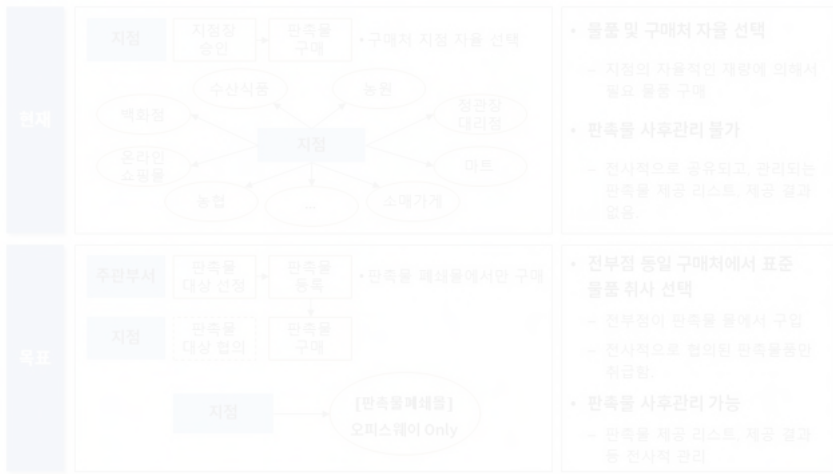 현재
지점
지점장
승인
판촉물
구매
• 구매처 지점 자율 선택
수산식품
농원
백화점
정관장
대리점
지점
온라인
쇼핑몰
마트
농협
...
소매가게
• 물품 및 구매처 자율 선택
– 지점의 자율적인 재량에 의해서
필요 물품 구매
• 판촉물 사후관리 불가
– 전사적으로 공유되고, 관리되는
판촉물 제공 리스트, 제공 결과
없음.
목표
주관부서
판촉물
대상 선정
판촉물
등록
• 판촉물 폐쇄몰에서만 구매
지점
판촉물
대상 협의
판촉물
구매
지점
[판촉물폐쇄몰]
오피스웨이 Only
• 전부점 동일 구매처에서 표준
물품 취사 선택
– 전부점이 판촉물 몰에서 구입
– 전사적으로 협의된 판촉물품만
취급함.
• 판촉물 사후관리 가능
– 판촉물 제공 리스트, 제공 결과
등 전사적 관리